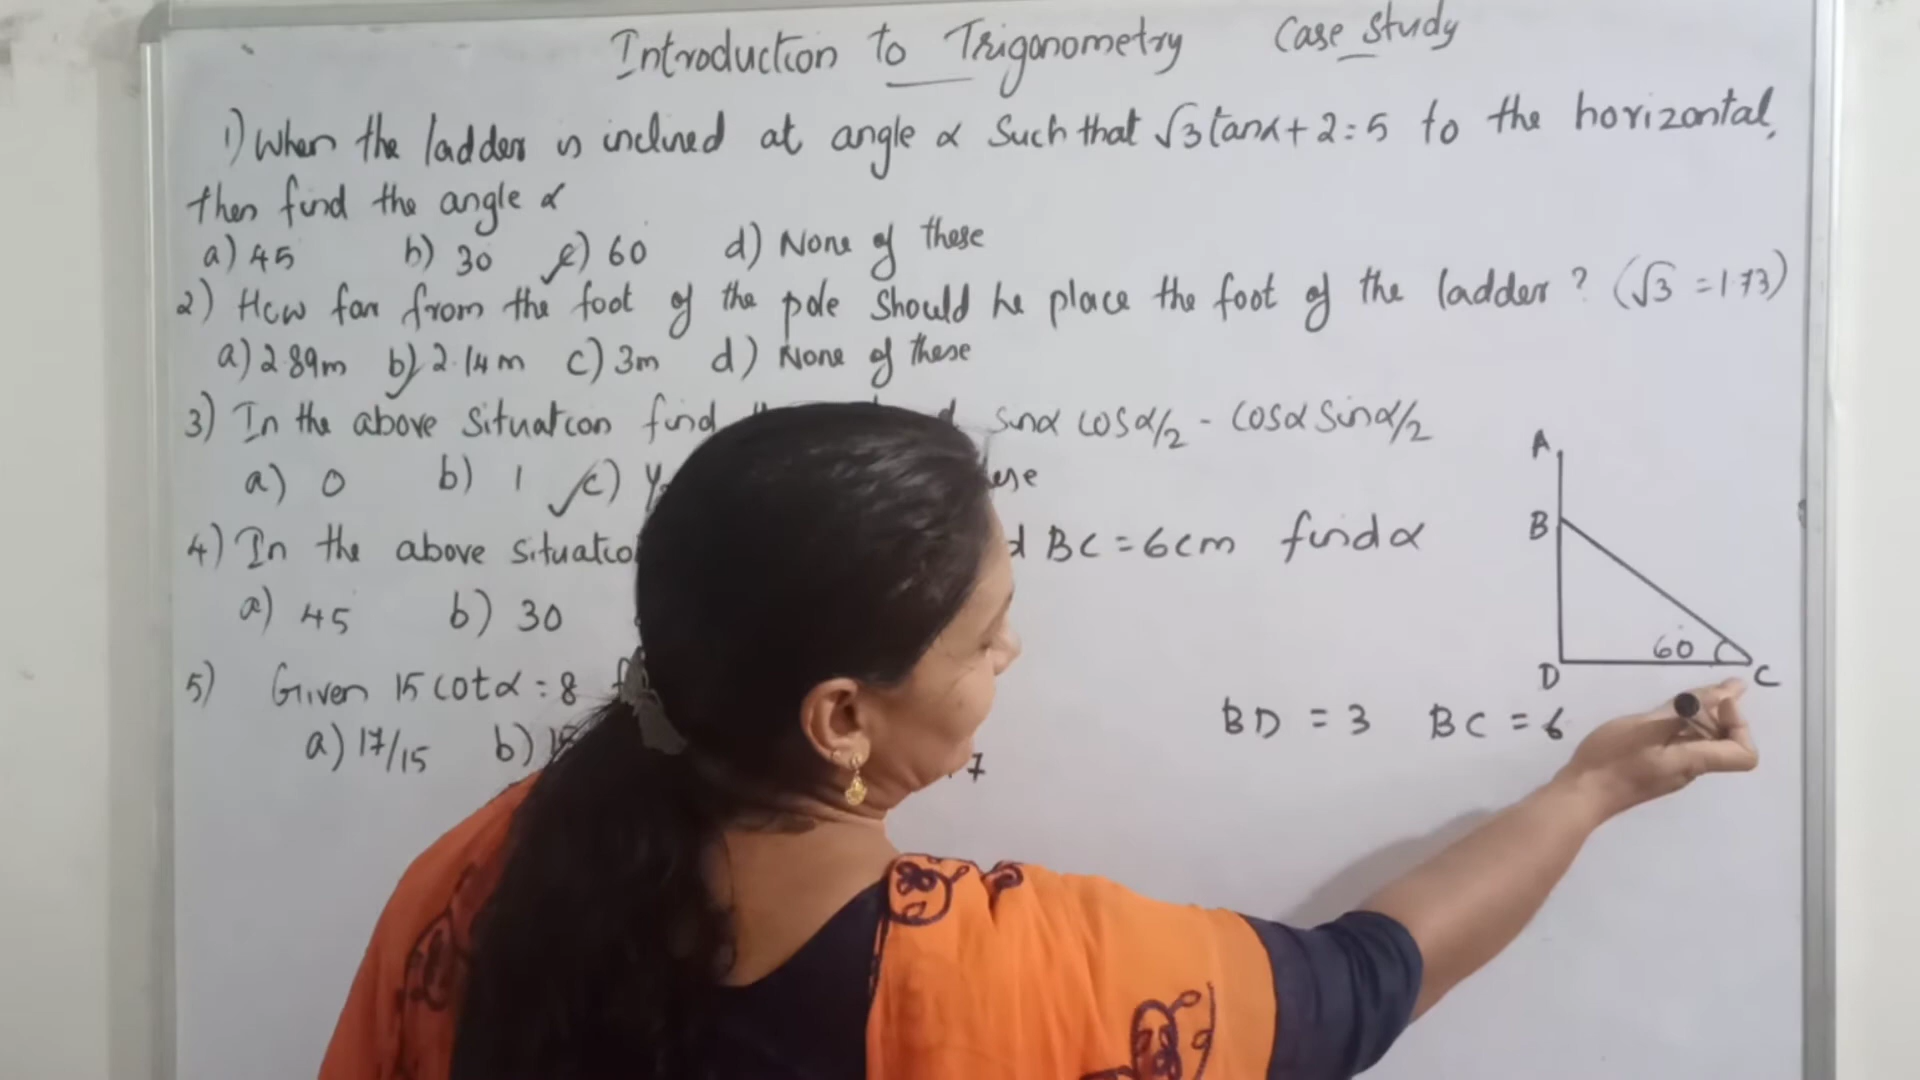 Introduction to Trigonometry Case Study
1) When the ladder is inclined at angle α Such that √3 tanα + 2 = 5 to the horizontal,
then find the angle α
a) 45 b) 30 c) 60 d) None of these
2) How far from the foot of the pole Should he place the foot of the ladder? (√3 = 1.73)
a) 2.89m b) 2.14m c) 3m d) None of these
3) In the above Situation find sinα cosα/2 - cosα sinα/2
a) 0 b) 1 c)
4) In the above situation BC = 6cm find α
a) 45 b) 30
5) Given 15 cotα = 8
a) 17/15 b) 15
7
A
B
60
D C
BD = 3 BC = 6